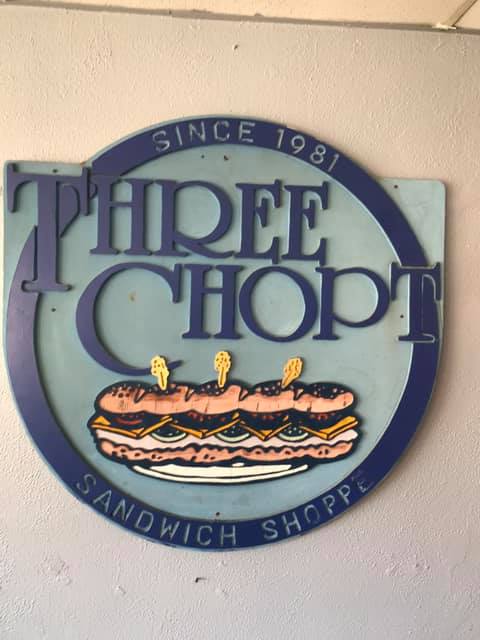 SINCE 1981
THREE
CHOPT
SANDWICH SHOPPE